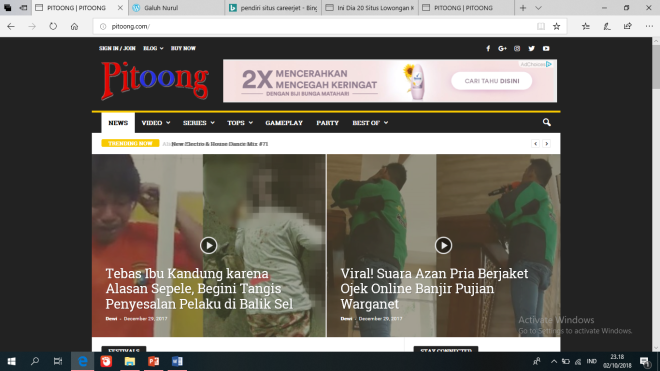 PITOONG | PITOONG
Galuh Nurul
pendiri situs careerjet - Bing
Ini Dia 20 Situs Lowongan K
PITOONG | PITOONG
pitoong.com/
SIGN IN / JOIN BLOG BUY NOW
Pitoong
AdChoices
2X MENCERAHKAN
MENCEGAH KERINGAT
DENGAN BIJI BUNGA MATAHARI
CARI TAHU DISINI
NEWS VIDEO SERIES TOPS GAMEPLAY PARTY BEST OF
TRENDING NOW New Electro & House Dance Mix #71
Tebas Ibu Kandung karena
Alasan Sepele, Begini Tangis
Penyesalan Pelaku di Balik Sel
Dewi - December 29, 2017
Viral! Suara Azan Pria Berjaket
Ojek Online Banjir Pujian
Warganet
Dewi - December 29, 2017
Activate Windows
Go to Settings to activate Windows.
FESTIVALS
STAY CONNECTED
IND
23.18
02/10/2018